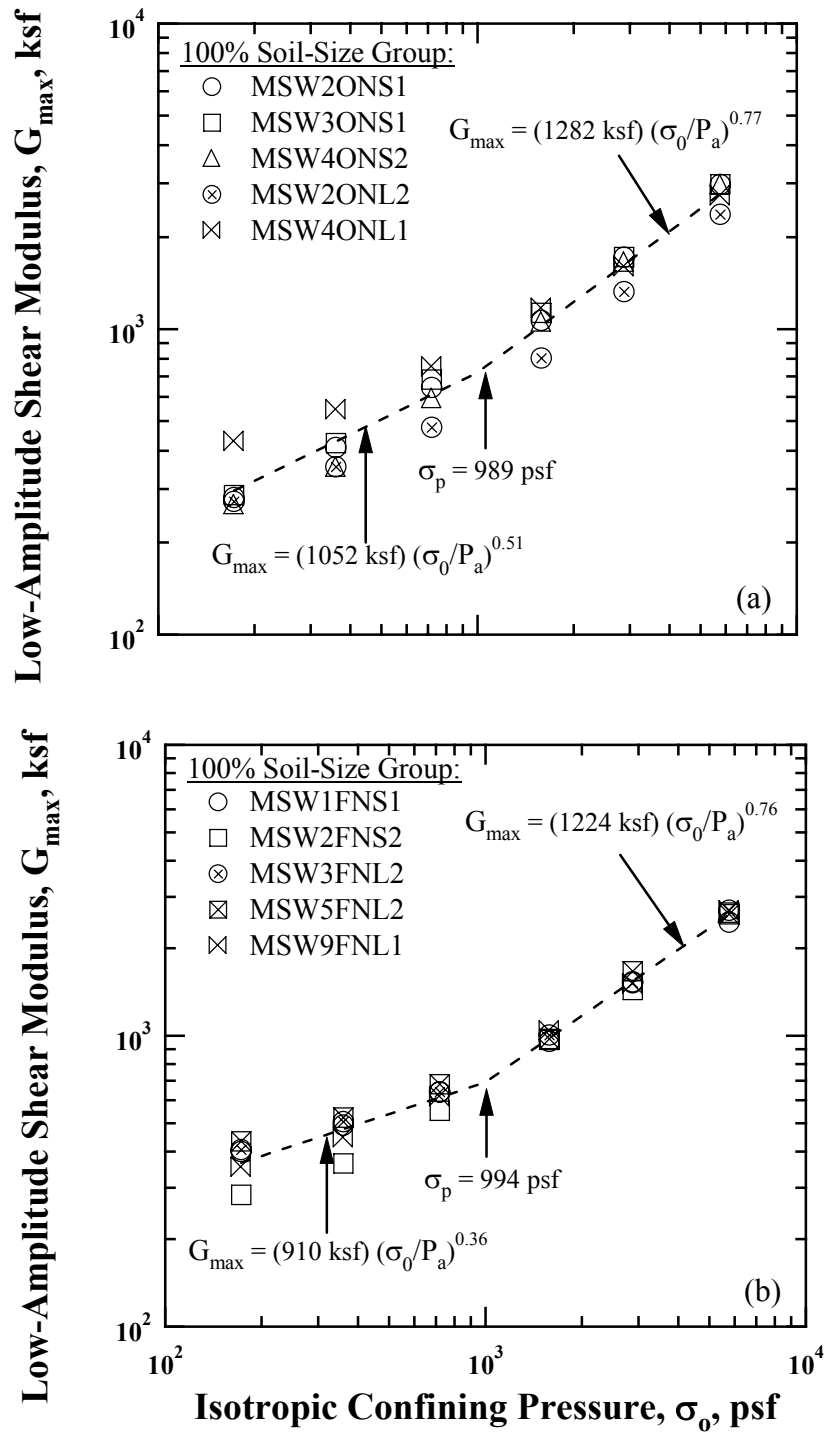 Low-Amplitude Shear Modulus, G_max, ksf
10^4
10^3
10^2
100% Soil-Size Group:
MSW2ONS1
MSW3ONS1
MSW4ONS2
MSW2ONL2
MSW4ONL1
G_max = (1282 ksf) (σ_0/P_a)^0.77
σ_p = 989 psf
G_max = (1052 ksf) (σ_0/P_a)^0.51
(a)
Low-Amplitude Shear Modulus, G_max, ksf
10^4
10^3
10^2
100% Soil-Size Group:
MSW1FNS1
MSW2FNS2
MSW3FNL2
MSW5FNL2
MSW9FNL1
G_max = (1224 ksf) (σ_0/P_a)^0.76
σ_p = 994 psf
G_max = (910 ksf) (σ_0/P_a)^0.36
(b)
10^2 10^3 10^4
Isotropic Confining Pressure, σ_o, psf